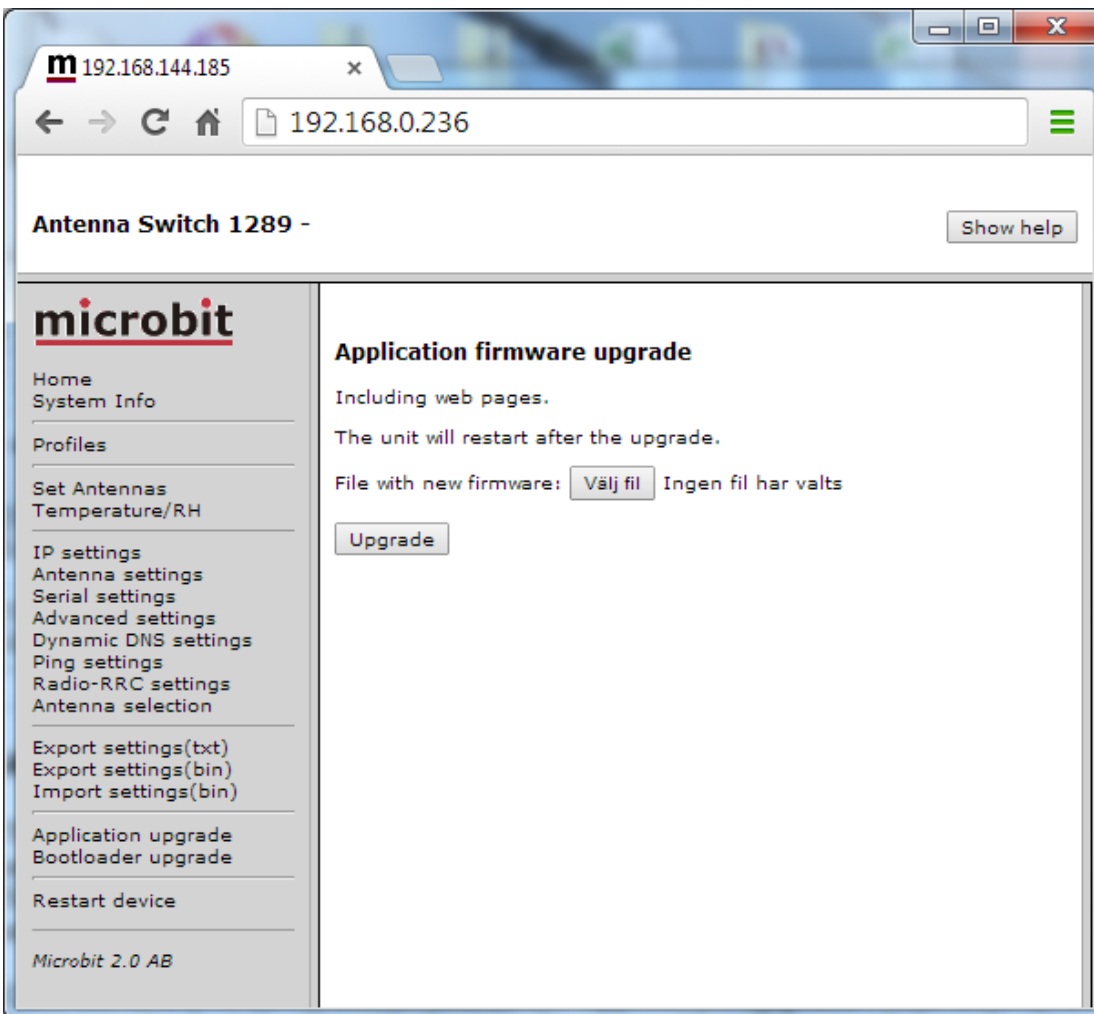 m 192.168.144.185
192.168.0.236
Antenna Switch 1289 -
Show help
microbit
Home
System Info
Profiles
Set Antennas
Temperature/RH
IP settings
Antenna settings
Serial settings
Advanced settings
Dynamic DNS settings
Ping settings
Radio-RRC settings
Antenna selection
Export settings(txt)
Export settings(bin)
Import settings(bin)
Application upgrade
Bootloader upgrade
Restart device
Microbit 2.0 AB
Application firmware upgrade
Including web pages.
The unit will restart after the upgrade.
File with new firmware: Välj fil Ingen fil har valts
Upgrade